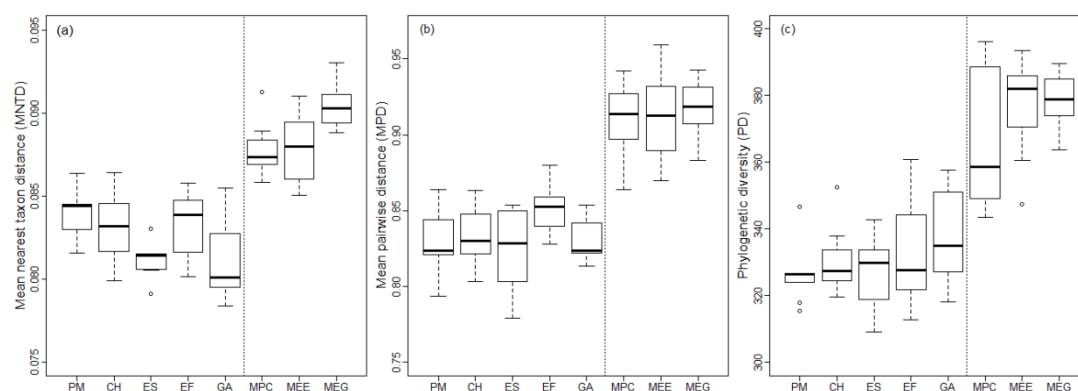 (a)
Mean nearest taxon distance (MNTD)
0.095
0.090
0.085
0.080
0.075
PM CH ES EF GA MPC MEE MEG
(b)
Mean pairwise distance (MPD)
0.95
0.90
0.85
0.80
0.75
PM CH ES EF GA MPC MEE MEG
(c)
Phylogenetic diversity (PD)
400
380
360
340
320
300
PM CH ES EF GA MPC MEE MEG